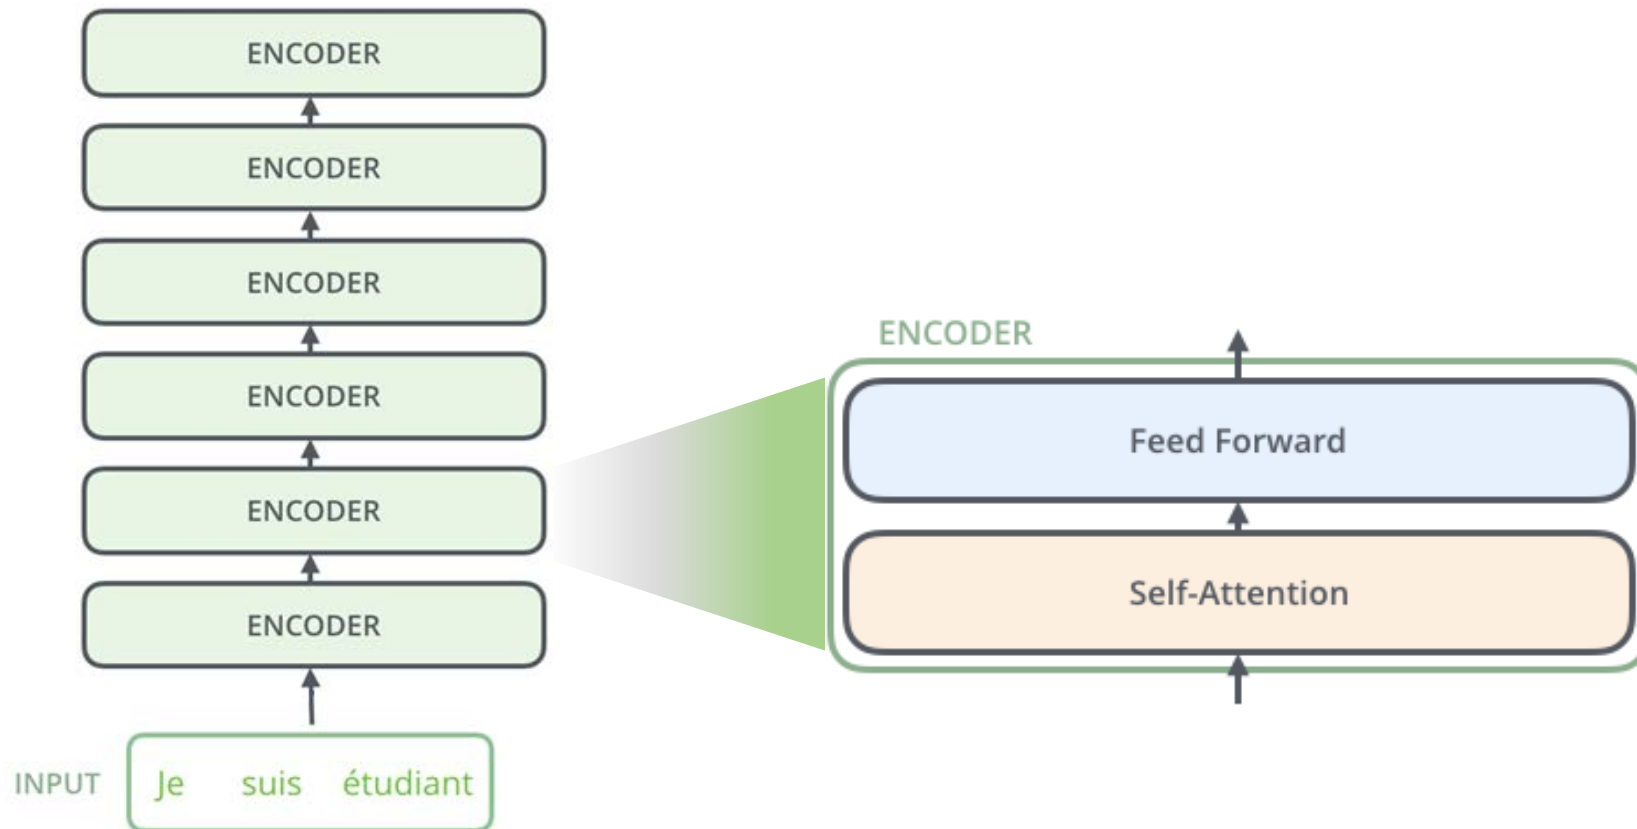 ENCODER
ENCODER
ENCODER
ENCODER
ENCODER
ENCODER
INPUT Je suis étudiant
ENCODER
Feed Forward
Self-Attention